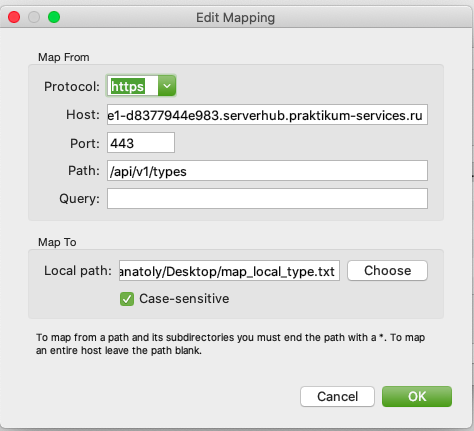 Edit Mapping
Map From
Protocol: https
Host: e1-d8377944e983.serverhub.praktikum-services.ru
Port: 443
Path: /api/v1/types
Query:
Map To
Local path: anatoly/Desktop/map_local_type.txt Choose
Case-sensitive
To map from a path and its subdirectories you must end the path with a *. To map
an entire host leave the path blank.
Cancel OK